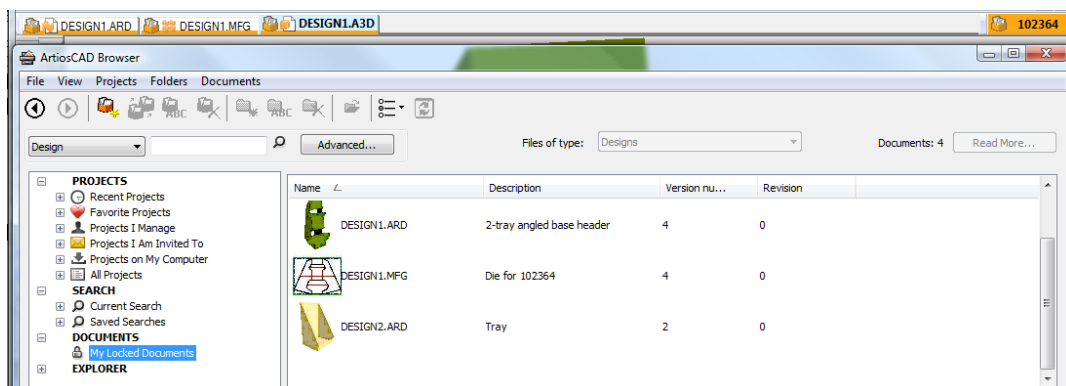 DESIGN1.ARD DESIGN1.MFG DESIGN1.A3D 102364
ArtiosCAD Browser
File View Projects Folders Documents
ABC ABC
Design Advanced... Files of type: Designs Documents: 4 Read More...
PROJECTS
Recent Projects
Favorite Projects
Projects I Manage
Projects I Am Invited To
Projects on My Computer
All Projects
SEARCH
Current Search
Saved Searches
DOCUMENTS
My Locked Documents
EXPLORER
Name Description Version nu... Revision
DESIGN1.ARD 2-tray angled base header 4 0
DESIGN1.MFG Die for 102364 4 0
DESIGN2.ARD Tray 2 0